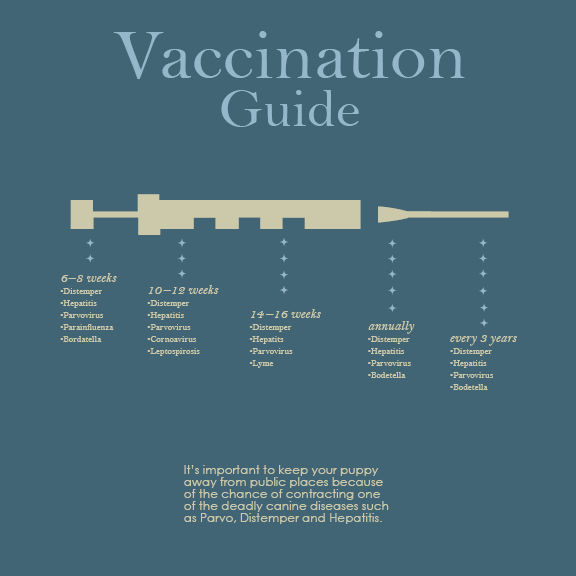 Vaccination
Guide
6–8 weeks
•Distemper
•Hepatitis
•Parvovirus
•Parainfluenza
•Bordatella
10–12 weeks
•Distemper
•Hepatitis
•Parvovirus
•Cornoavirus
•Leptospirosis
14–16 weeks
•Distemper
•Hepatits
•Parvovirus
•Lyme
annually
•Distemper
•Hepatitis
•Parvovirus
•Bodetella
every 3 years
•Distemper
•Hepatitis
•Parvovirus
•Bodetella
It's important to keep your puppy
away from public places because
of the chance of contracting one
of the deadly canine diseases such
as Parvo, Distemper and Hepatitis.